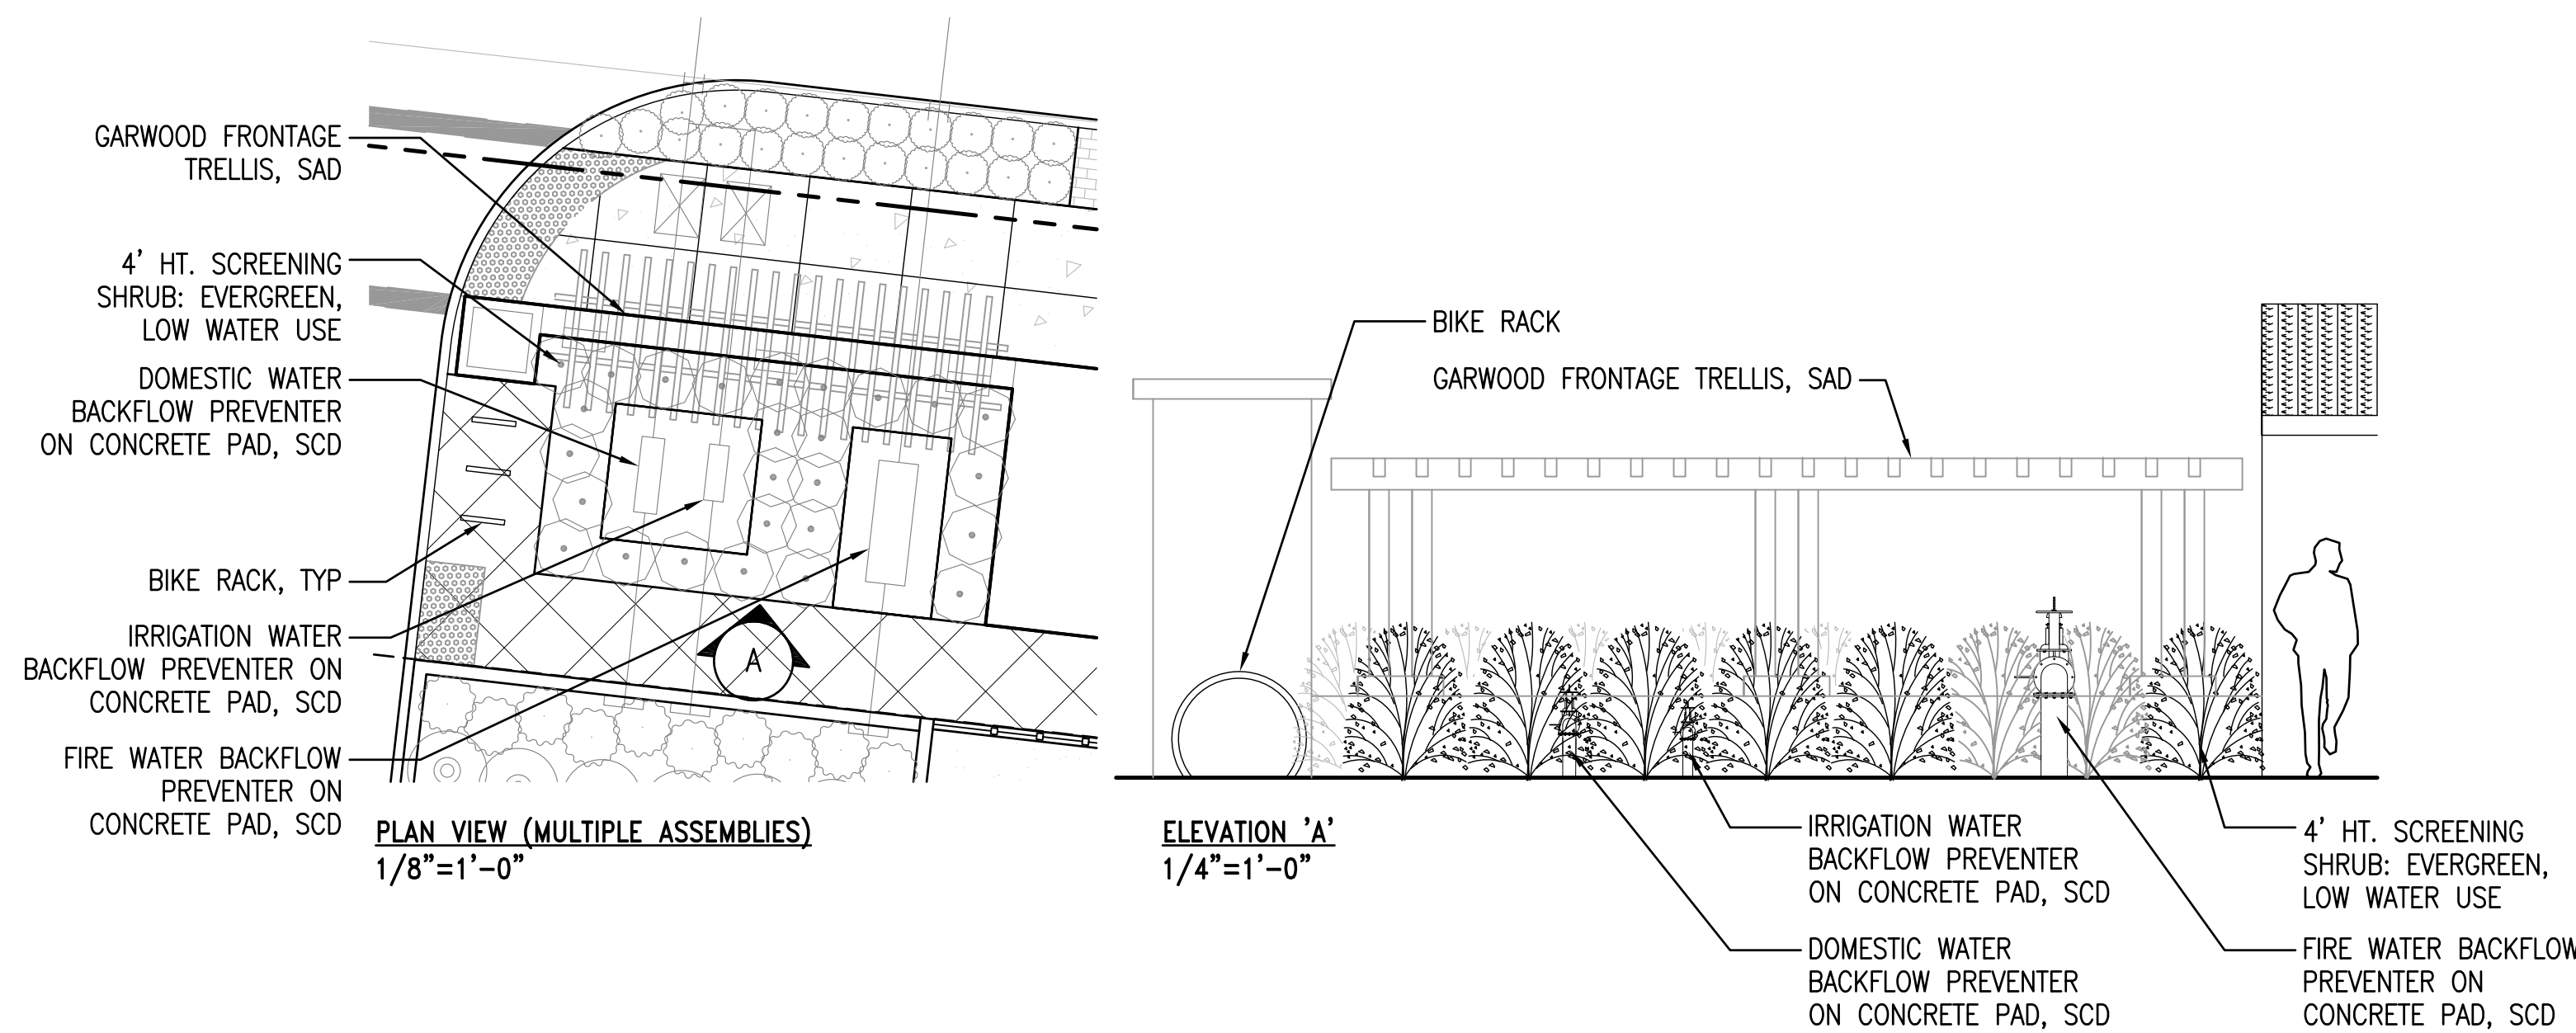 GARWOOD FRONTAGE
TRELLIS, SAD
4' HT. SCREENING
SHRUB: EVERGREEN,
LOW WATER USE
DOMESTIC WATER
BACKFLOW PREVENTER
ON CONCRETE PAD, SCD
BIKE RACK, TYP
IRRIGATION WATER
BACKFLOW PREVENTER ON
CONCRETE PAD, SCD
FIRE WATER BACKFLOW
PREVENTER ON
CONCRETE PAD, SCD
A
PLAN VIEW (MULTIPLE ASSEMBLIES)
1/8"=1'-0"
BIKE RACK
GARWOOD FRONTAGE TRELLIS, SAD
ELEVATION 'A'
1/4"=1'-0"
IRRIGATION WATER
BACKFLOW PREVENTER
ON CONCRETE PAD, SCD
DOMESTIC WATER
BACKFLOW PREVENTER
ON CONCRETE PAD, SCD
4' HT. SCREENING
SHRUB: EVERGREEN,
LOW WATER USE
FIRE WATER BACKFLOW
PREVENTER ON
CONCRETE PAD, SCD